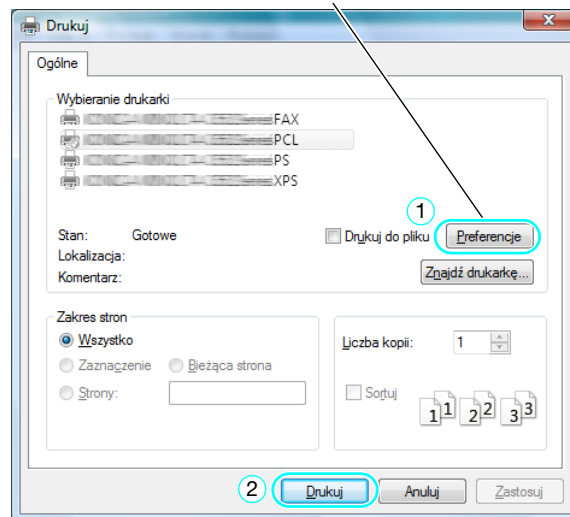 Drukuj
Ogólne
Wybieranie drukarki
FAX
PCL
PS
XPS
1
Stan: Gotowe
Drukuj do pliku
Preferencje
Lokalizacja:
Komentarz:
Znajdź drukarkę...
Zakres stron
Wszystko
Zaznaczenie
Bieżąca strona
Strony:
Liczba kopii: 1
Sortuj
1 1 2 2 3 3
2
Drukuj
Anuluj
Zastosuj